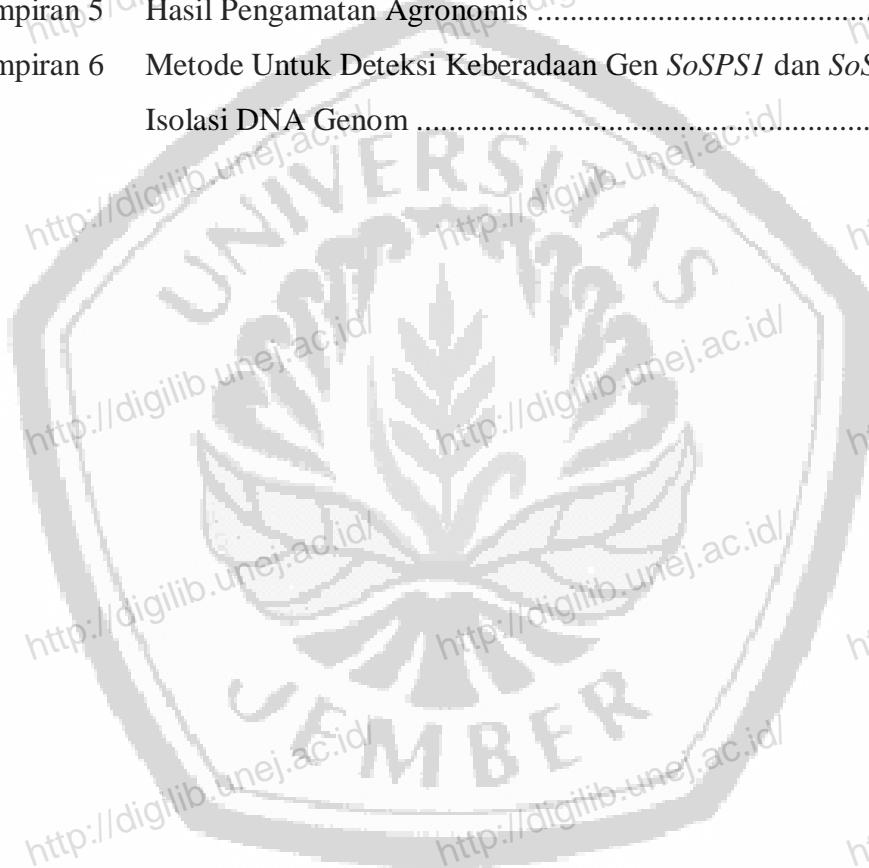 mpiran 5 Hasil Pengamatan Agronomis ........................................
mpiran 6 Metode Untuk Deteksi Keberadaan Gen SoSPS1 dan SoS
Isolasi DNA Genom ............................................................
http://digilib.unej.ac.id/
http://digilib.unej.ac.id/
UNIVERSITAS
http://digilib.unej.ac.id/
http://digilib.unej.ac.id/
http://digilib.unej.ac.id/
http://digilib.unej.ac.id/
JEMBER
http://digilib.unej.ac.id/
http://digilib.unej.ac.id/